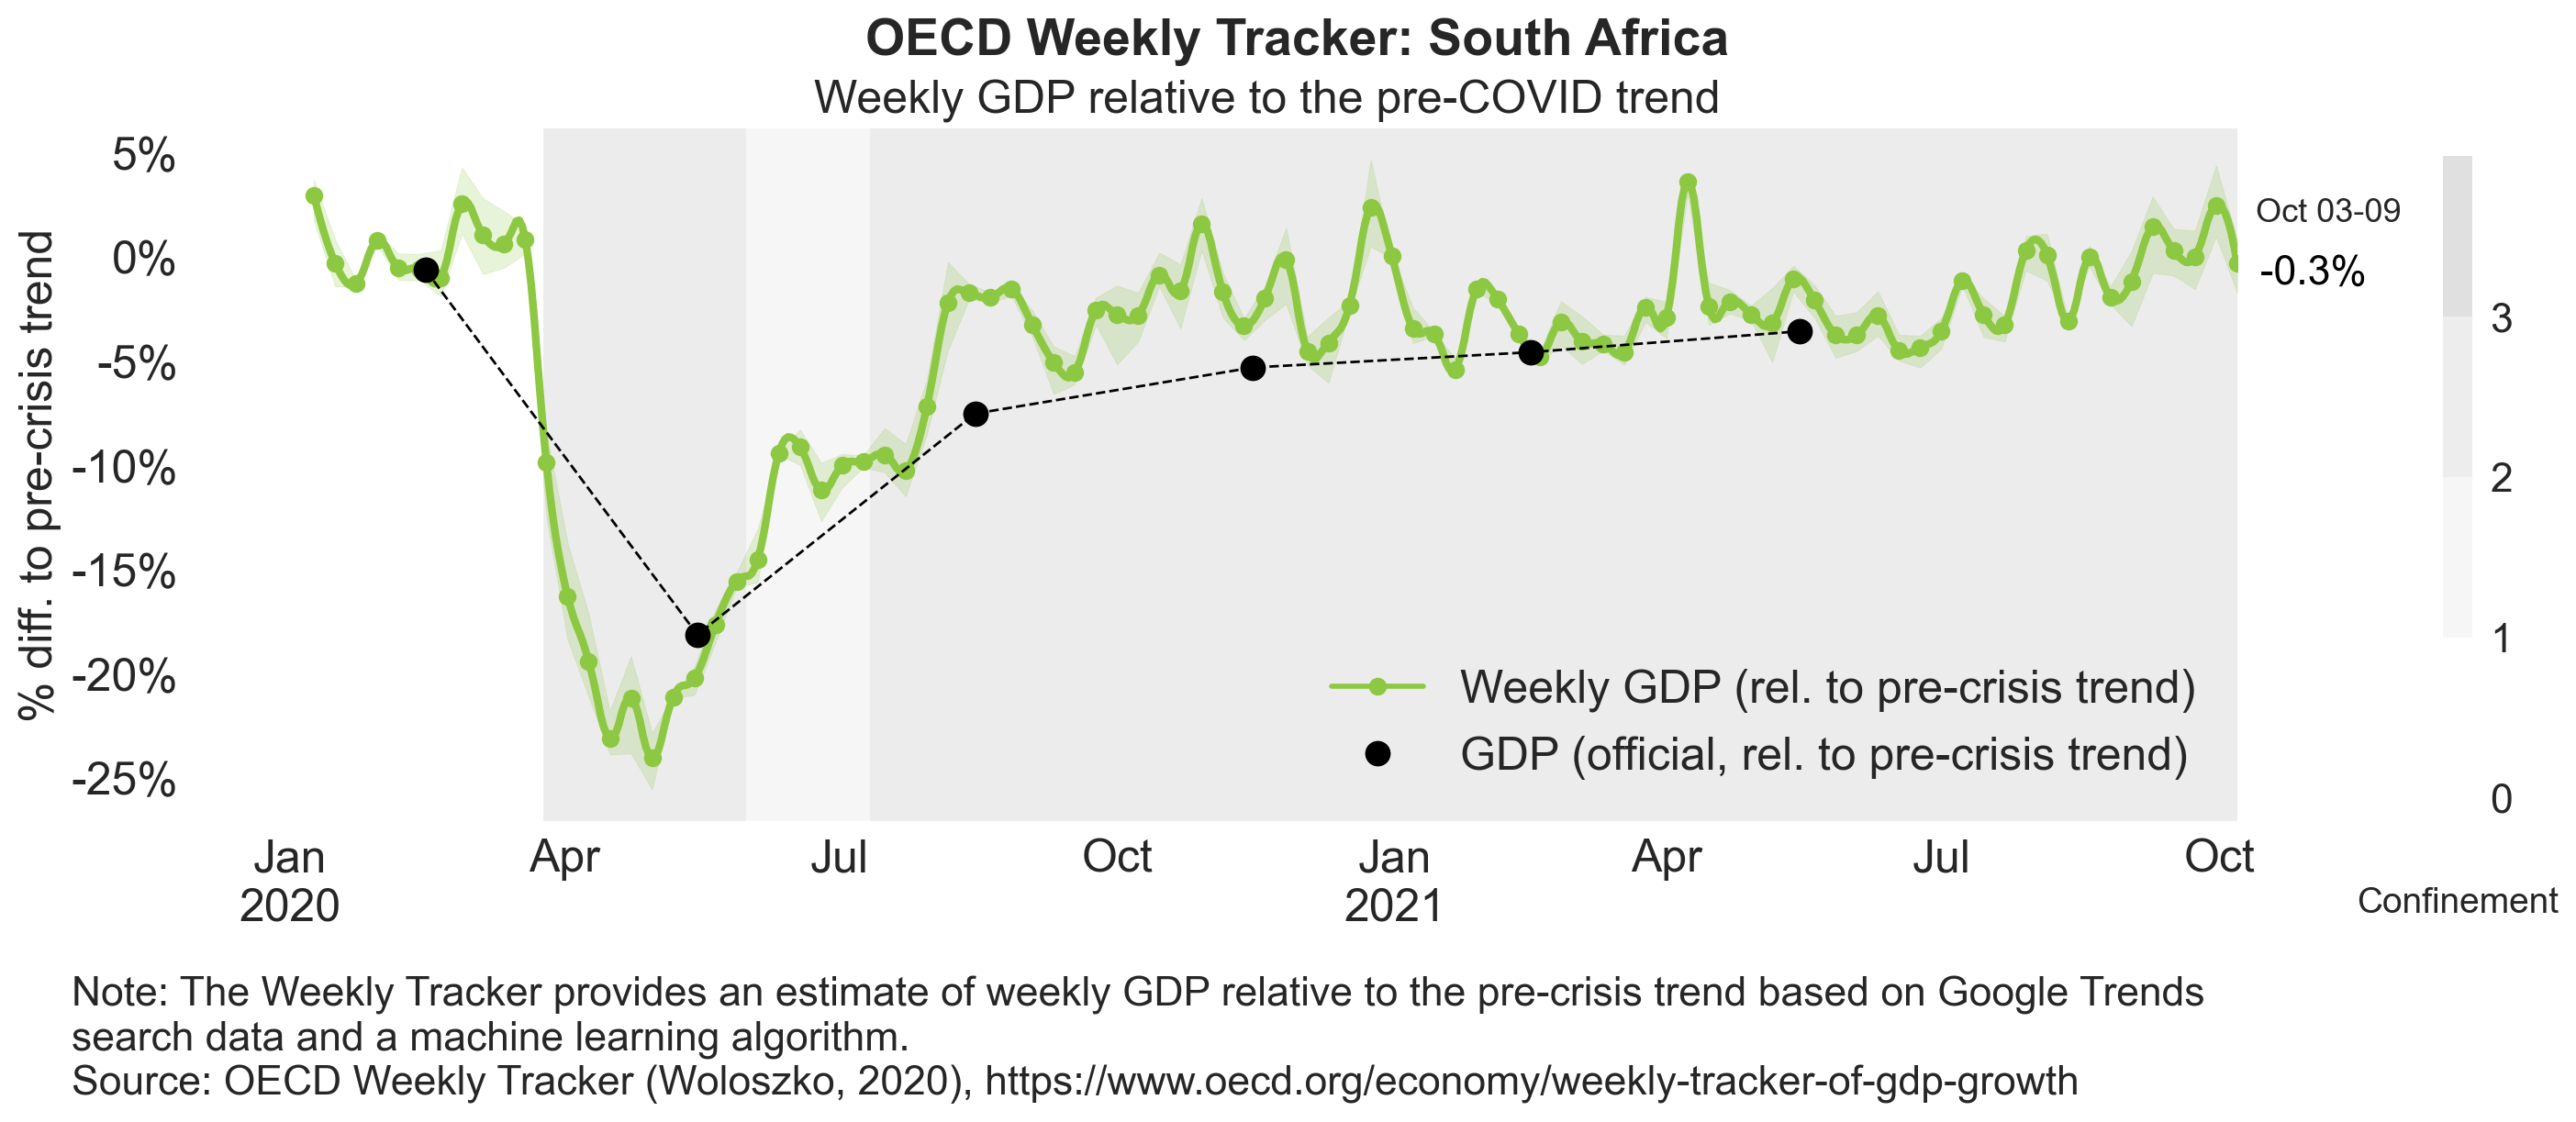 OECD Weekly Tracker: South Africa
Weekly GDP relative to the pre-COVID trend
% diff. to pre-crisis trend
5%
0%
-5%
-10%
-15%
-20%
-25%
Jan
2020
Apr
Jul
Oct
Jan
2021
Apr
Jul
Oct
Oct 03-09
-0.3%
Weekly GDP (rel. to pre-crisis trend)
GDP (official, rel. to pre-crisis trend)
3
2
1
0
Confinement
Note: The Weekly Tracker provides an estimate of weekly GDP relative to the pre-crisis trend based on Google Trends
search data and a machine learning algorithm.
Source: OECD Weekly Tracker (Woloszko, 2020), https://www.oecd.org/economy/weekly-tracker-of-gdp-growth